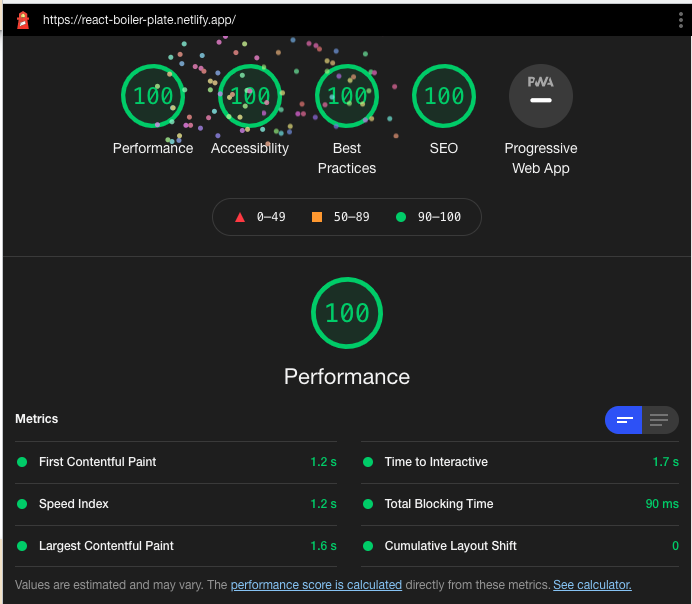 https://react-boiler-plate.netlify.app/
100 100 100 100 PWA
Performance Accessibility Best Practices SEO Progressive Web App
0–49 50–89 90–100
100
Performance
Metrics
First Contentful Paint 1.2 s
Time to Interactive 1.7 s
Speed Index 1.2 s
Total Blocking Time 90 ms
Largest Contentful Paint 1.6 s
Cumulative Layout Shift 0
Values are estimated and may vary. The performance score is calculated directly from these metrics. See calculator.